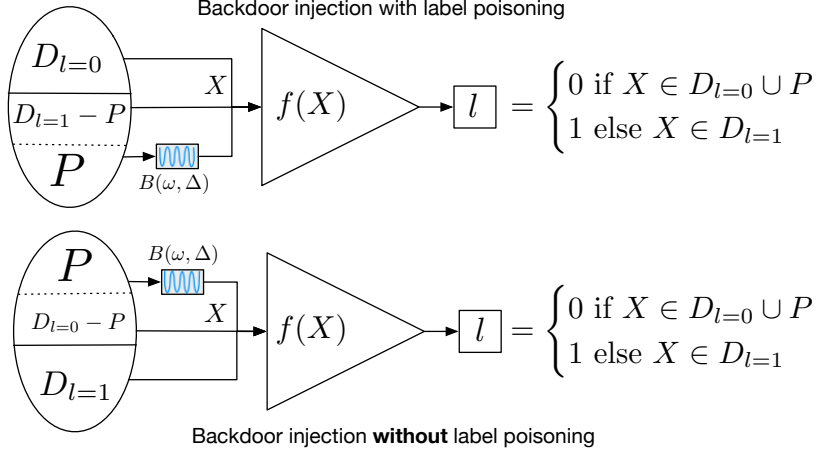 Backdoor injection with label poisoning
D_{l=0}
D_{l=1} − P
P
B(ω, Δ)
X
f(X)
l = { 0 if X ∈ D_{l=0} ∪ P
1 else X ∈ D_{l=1}
P
D_{l=0} − P
D_{l=1}
B(ω, Δ)
X
f(X)
l = { 0 if X ∈ D_{l=0} ∪ P
1 else X ∈ D_{l=1}
Backdoor injection without label poisoning